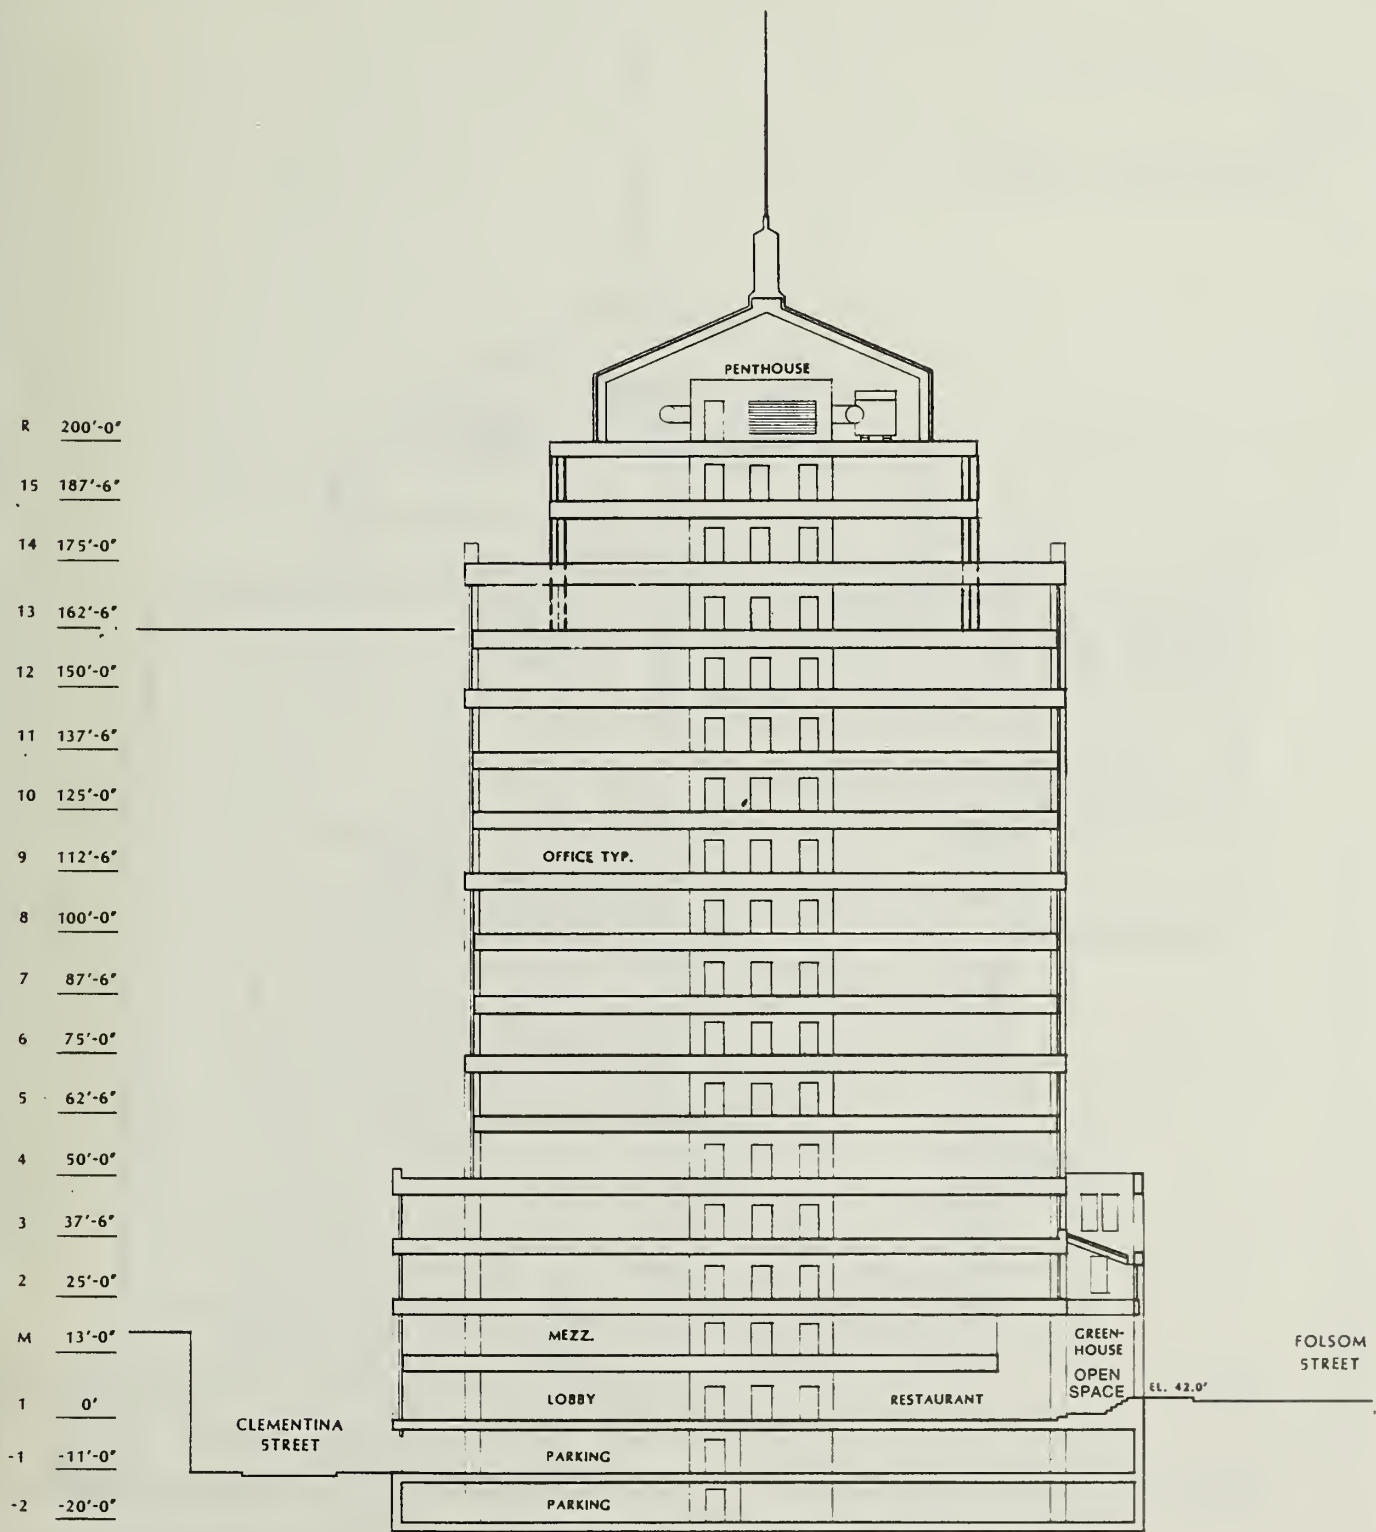 PENTHOUSE
R 200'-0"
15 187'-6"
14 175'-0"
13 162'-6"
12 150'-0"
11 137'-6"
10 125'-0"
9 112'-6"
OFFICE TYP.
8 100'-0"
7 87'-6"
6 75'-0"
5 62'-6"
4 50'-0"
3 37'-6"
2 25'-0"
M 13'-0"
MEZZ.
GREEN-
HOUSE
OPEN
SPACE
FOLSOM
STREET
EL. 42.0'
1 0'
LOBBY
RESTAURANT
CLEMENTINA
STREET
-1 -11'-0"
PARKING
-2 -20'-0"
PARKING